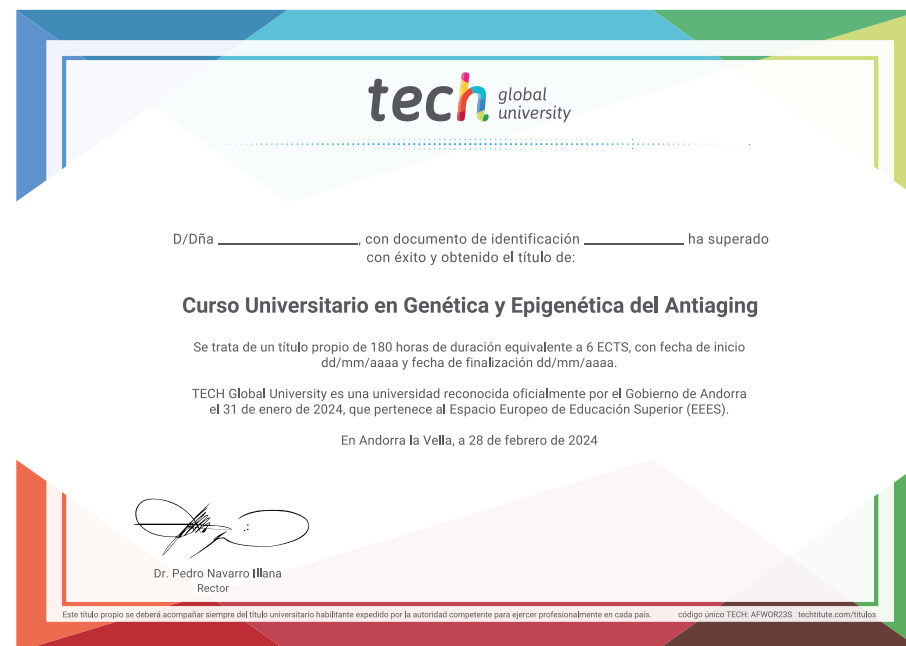 tech global university
D/Dña ______________, con documento de identificación __________ ha superado
con éxito y obtenido el título de:
Curso Universitario en Genética y Epigenética del Antiaging
Se trata de un título propio de 180 horas de duración equivalente a 6 ECTS, con fecha de inicio
dd/mm/aaaa y fecha de finalización dd/mm/aaaa.
TECH Global University es una universidad reconocida oficialmente por el Gobierno de Andorra
el 31 de enero de 2024, que pertenece al Espacio Europeo de Educación Superior (EEES).
En Andorra la Vella, a 28 de febrero de 2024
Dr. Pedro Navarro Illana
Rector
Este título propio se deberá acompañar siempre del título universitario habilitante expedido por la autoridad competente para ejercer profesionalmente en cada país. código único TECH: AFWOR23S techtitute.com/titulos